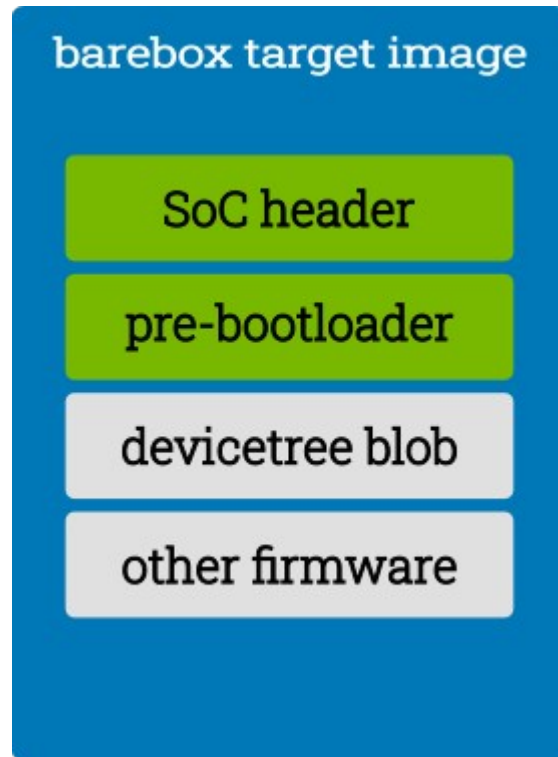 barebox target image
SoC header
pre-bootloader
devicetree blob
other firmware